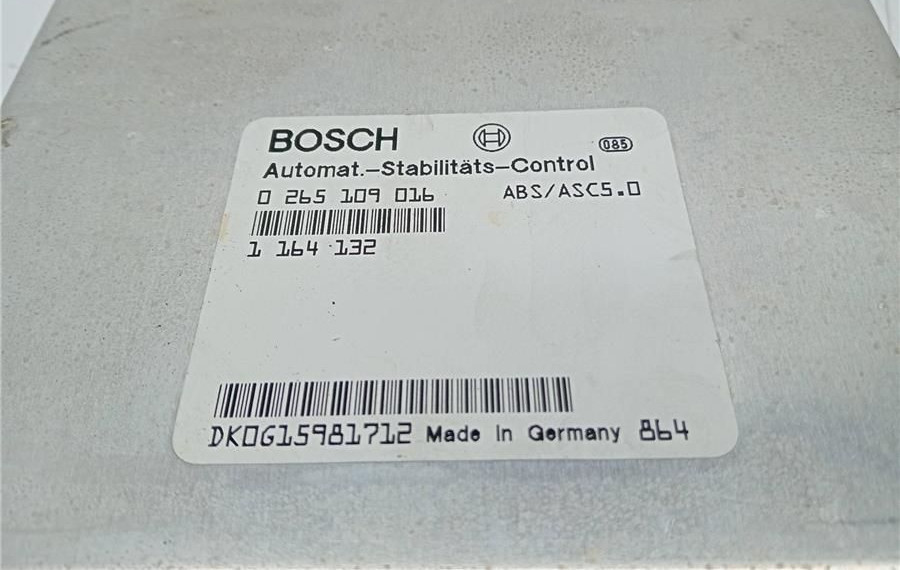 BOSCH
085
Automat.-Stabilitäts-Control
0 265 109 016 ABS/ASC5.0
1 164 132
DK0G15981712 Made in Germany 864